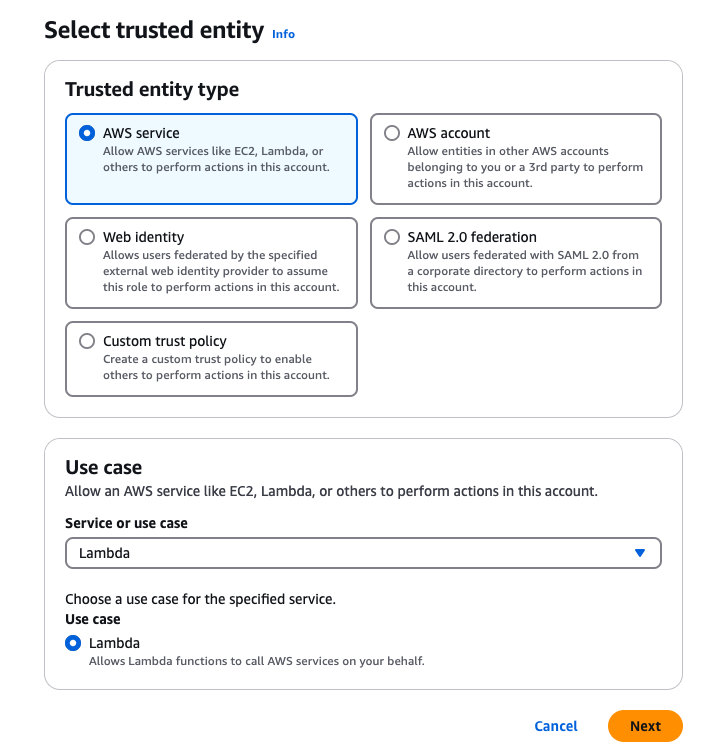 Select trusted entity Info
Trusted entity type
AWS service
Allow AWS services like EC2, Lambda, or
others to perform actions in this account.
AWS account
Allow entities in other AWS accounts
belonging to you or a 3rd party to perform
actions in this account.
Web identity
Allows users federated by the specified
external web identity provider to assume
this role to perform actions in this account.
SAML 2.0 federation
Allow users federated with SAML 2.0 from
a corporate directory to perform actions in
this account.
Custom trust policy
Create a custom trust policy to enable
others to perform actions in this account.
Use case
Allow an AWS service like EC2, Lambda, or others to perform actions in this account.
Service or use case
Lambda
Choose a use case for the specified service.
Use case
Lambda
Allows Lambda functions to call AWS services on your behalf.
Cancel
Next